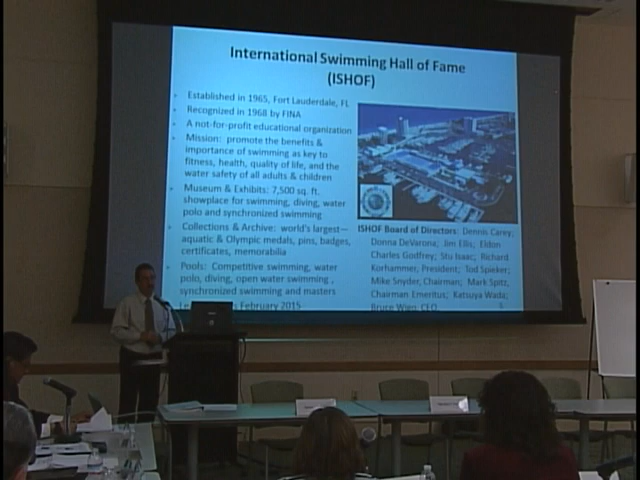 International Swimming Hall of Fame
(ISHOF)
Established in 1965, Fort Lauderdale, FL
Recognized in 1968 by FINA
A not-for-profit educational organization
Mission: promote the benefits &
importance of swimming as key to
fitness, health, quality of life, and the
water safety of all adults & children
Museum & Exhibits: 7,500 sq. ft.
showplace for swimming, diving, water
polo and synchronized swimming
Collections & Archive: world's largest—
aquatic & Olympic medals, pins, badges,
certificates, memorabilia
Pools: Competitive swimming, water
polo, diving, open water swimming ,
synchronized swimming and masters
February 2015
ISHOF Board of Directors: Dennis Carey;
Donna DeVarona; Jim Ellis; Eldon
Charles Godfrey; Stu Isaac; Richard
Korhammer, President; Tod Spieker;
Mike Snyder, Chairman; Mark Spitz,
Chairman Emeritus; Katsuya Wada;
Bruce Wien, CEO